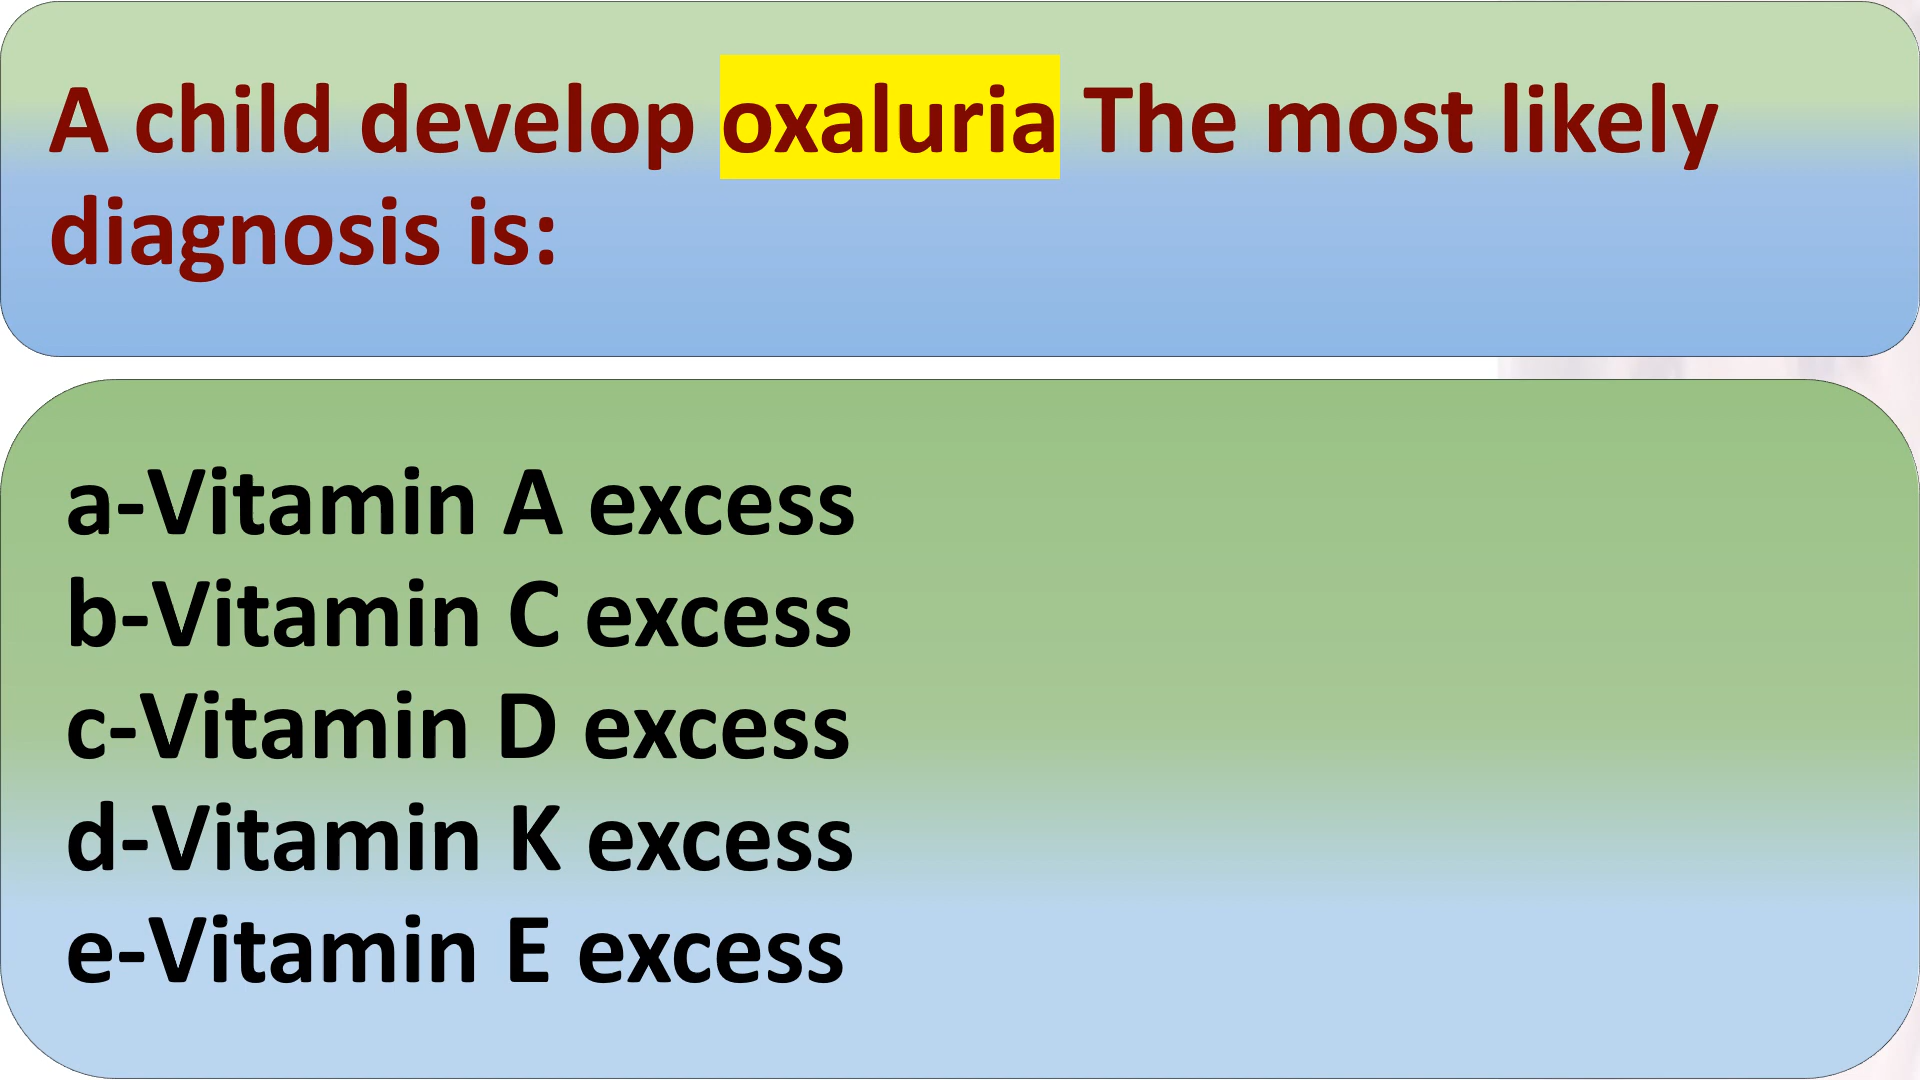 A child develop oxaluria The most likely
diagnosis is:
a-Vitamin A excess
b-Vitamin C excess
c-Vitamin D excess
d-Vitamin K excess
e-Vitamin E excess